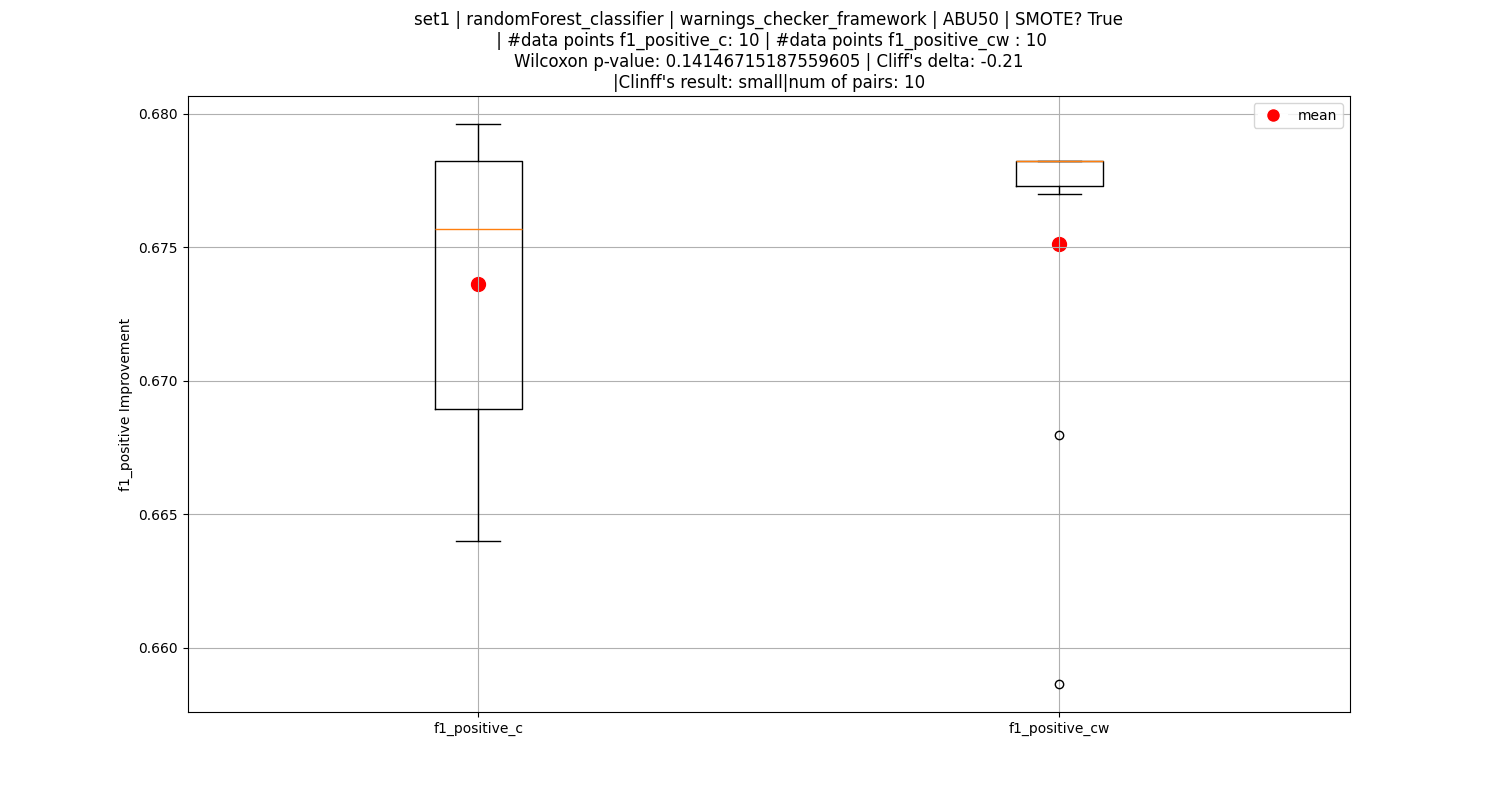 set1 | randomForest_classifier | warnings_checker_framework | ABU50 | SMOTE? True
| #data points f1_positive_c: 10 | #data points f1_positive_cw : 10
Wilcoxon p-value: 0.14146715187559605 | Cliff's delta: -0.21
|Clinff's result: small|num of pairs: 10
mean
f1_positive Improvement
0.680
0.675
0.670
0.665
0.660
f1_positive_c
f1_positive_cw